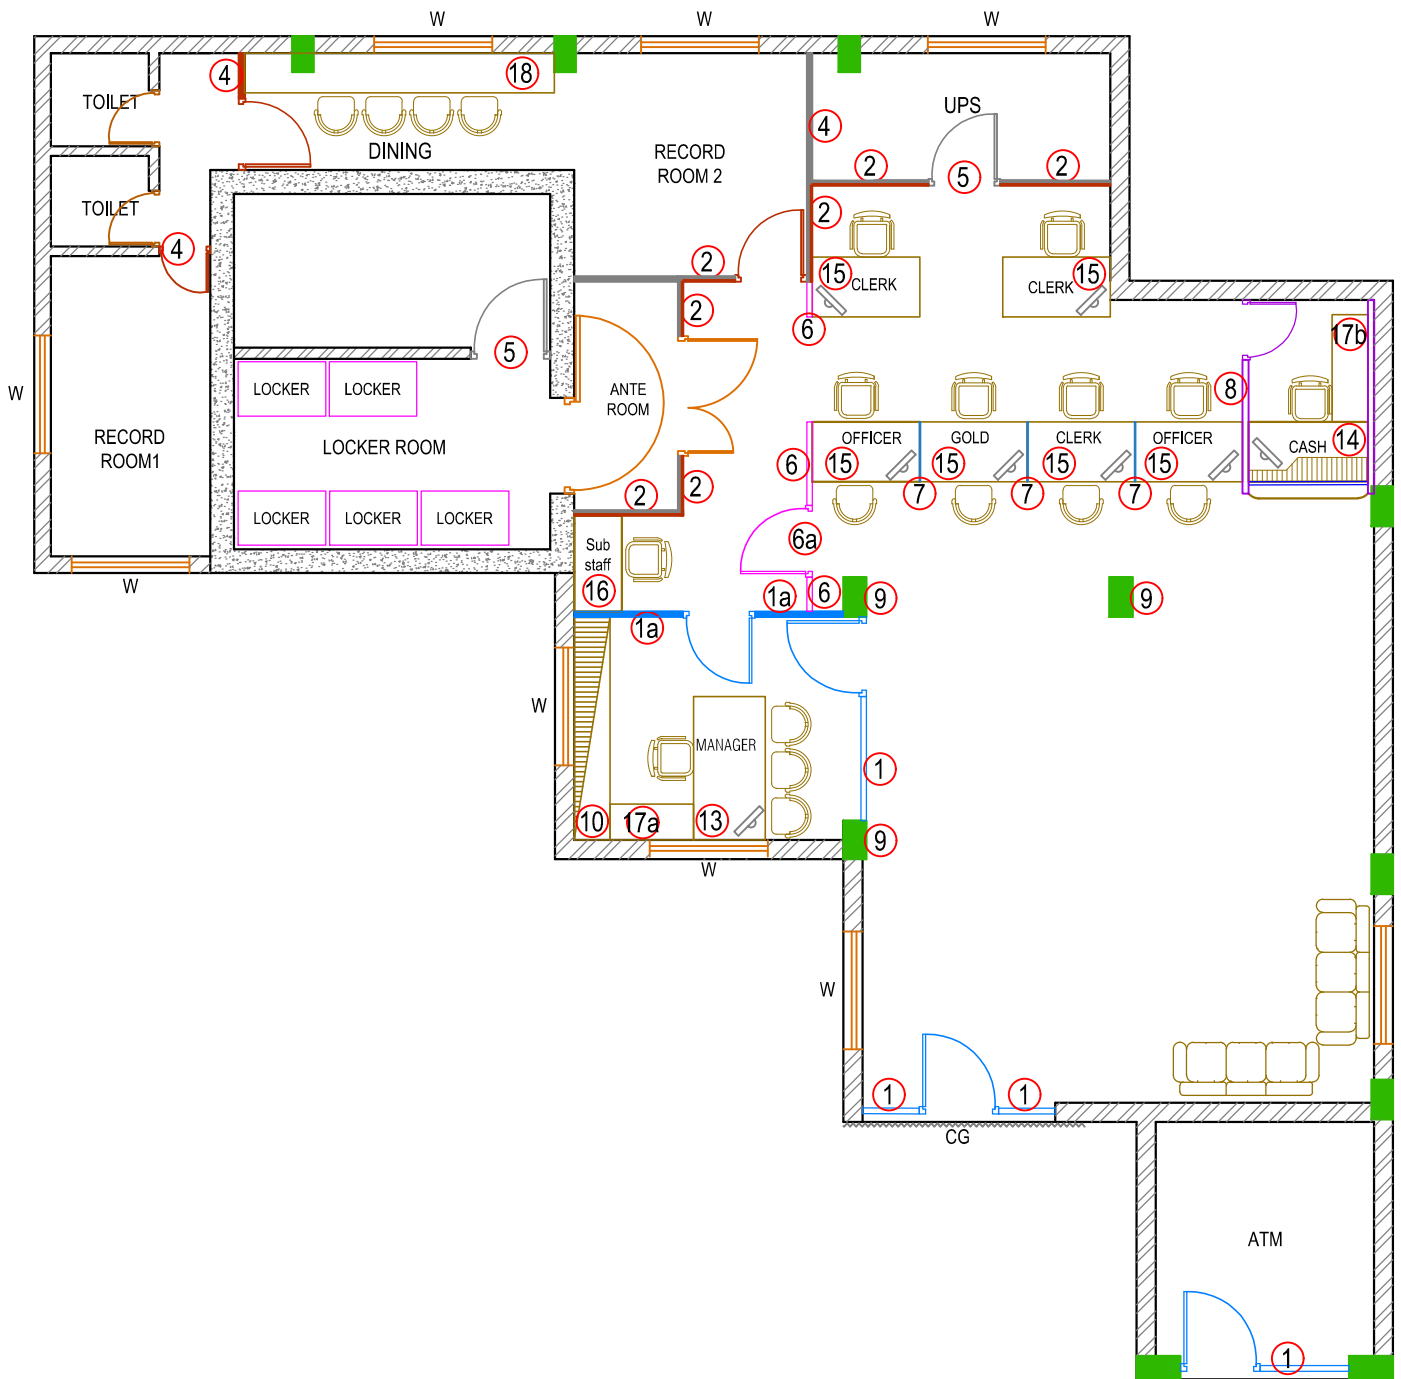 W
W
W
4
18
TOILET
UPS
4
DINING
RECORD
ROOM 2
2
5
2
TOILET
2
4
2
15
CLERK
15
CLERK
2
6
17b
5
LOCKER
LOCKER
ANTE
ROOM
8
W
RECORD
ROOM1
LOCKER ROOM
OFFICER
GOLD
CLERK
OFFICER
CASH
14
6
15
15
15
15
2
2
7
7
7
LOCKER
LOCKER
LOCKER
Sub
staff
16
6a
W
1a
6
9
9
1a
W
MANAGER
1
10
17a
13
9
W
W
1
1
CG
ATM
1